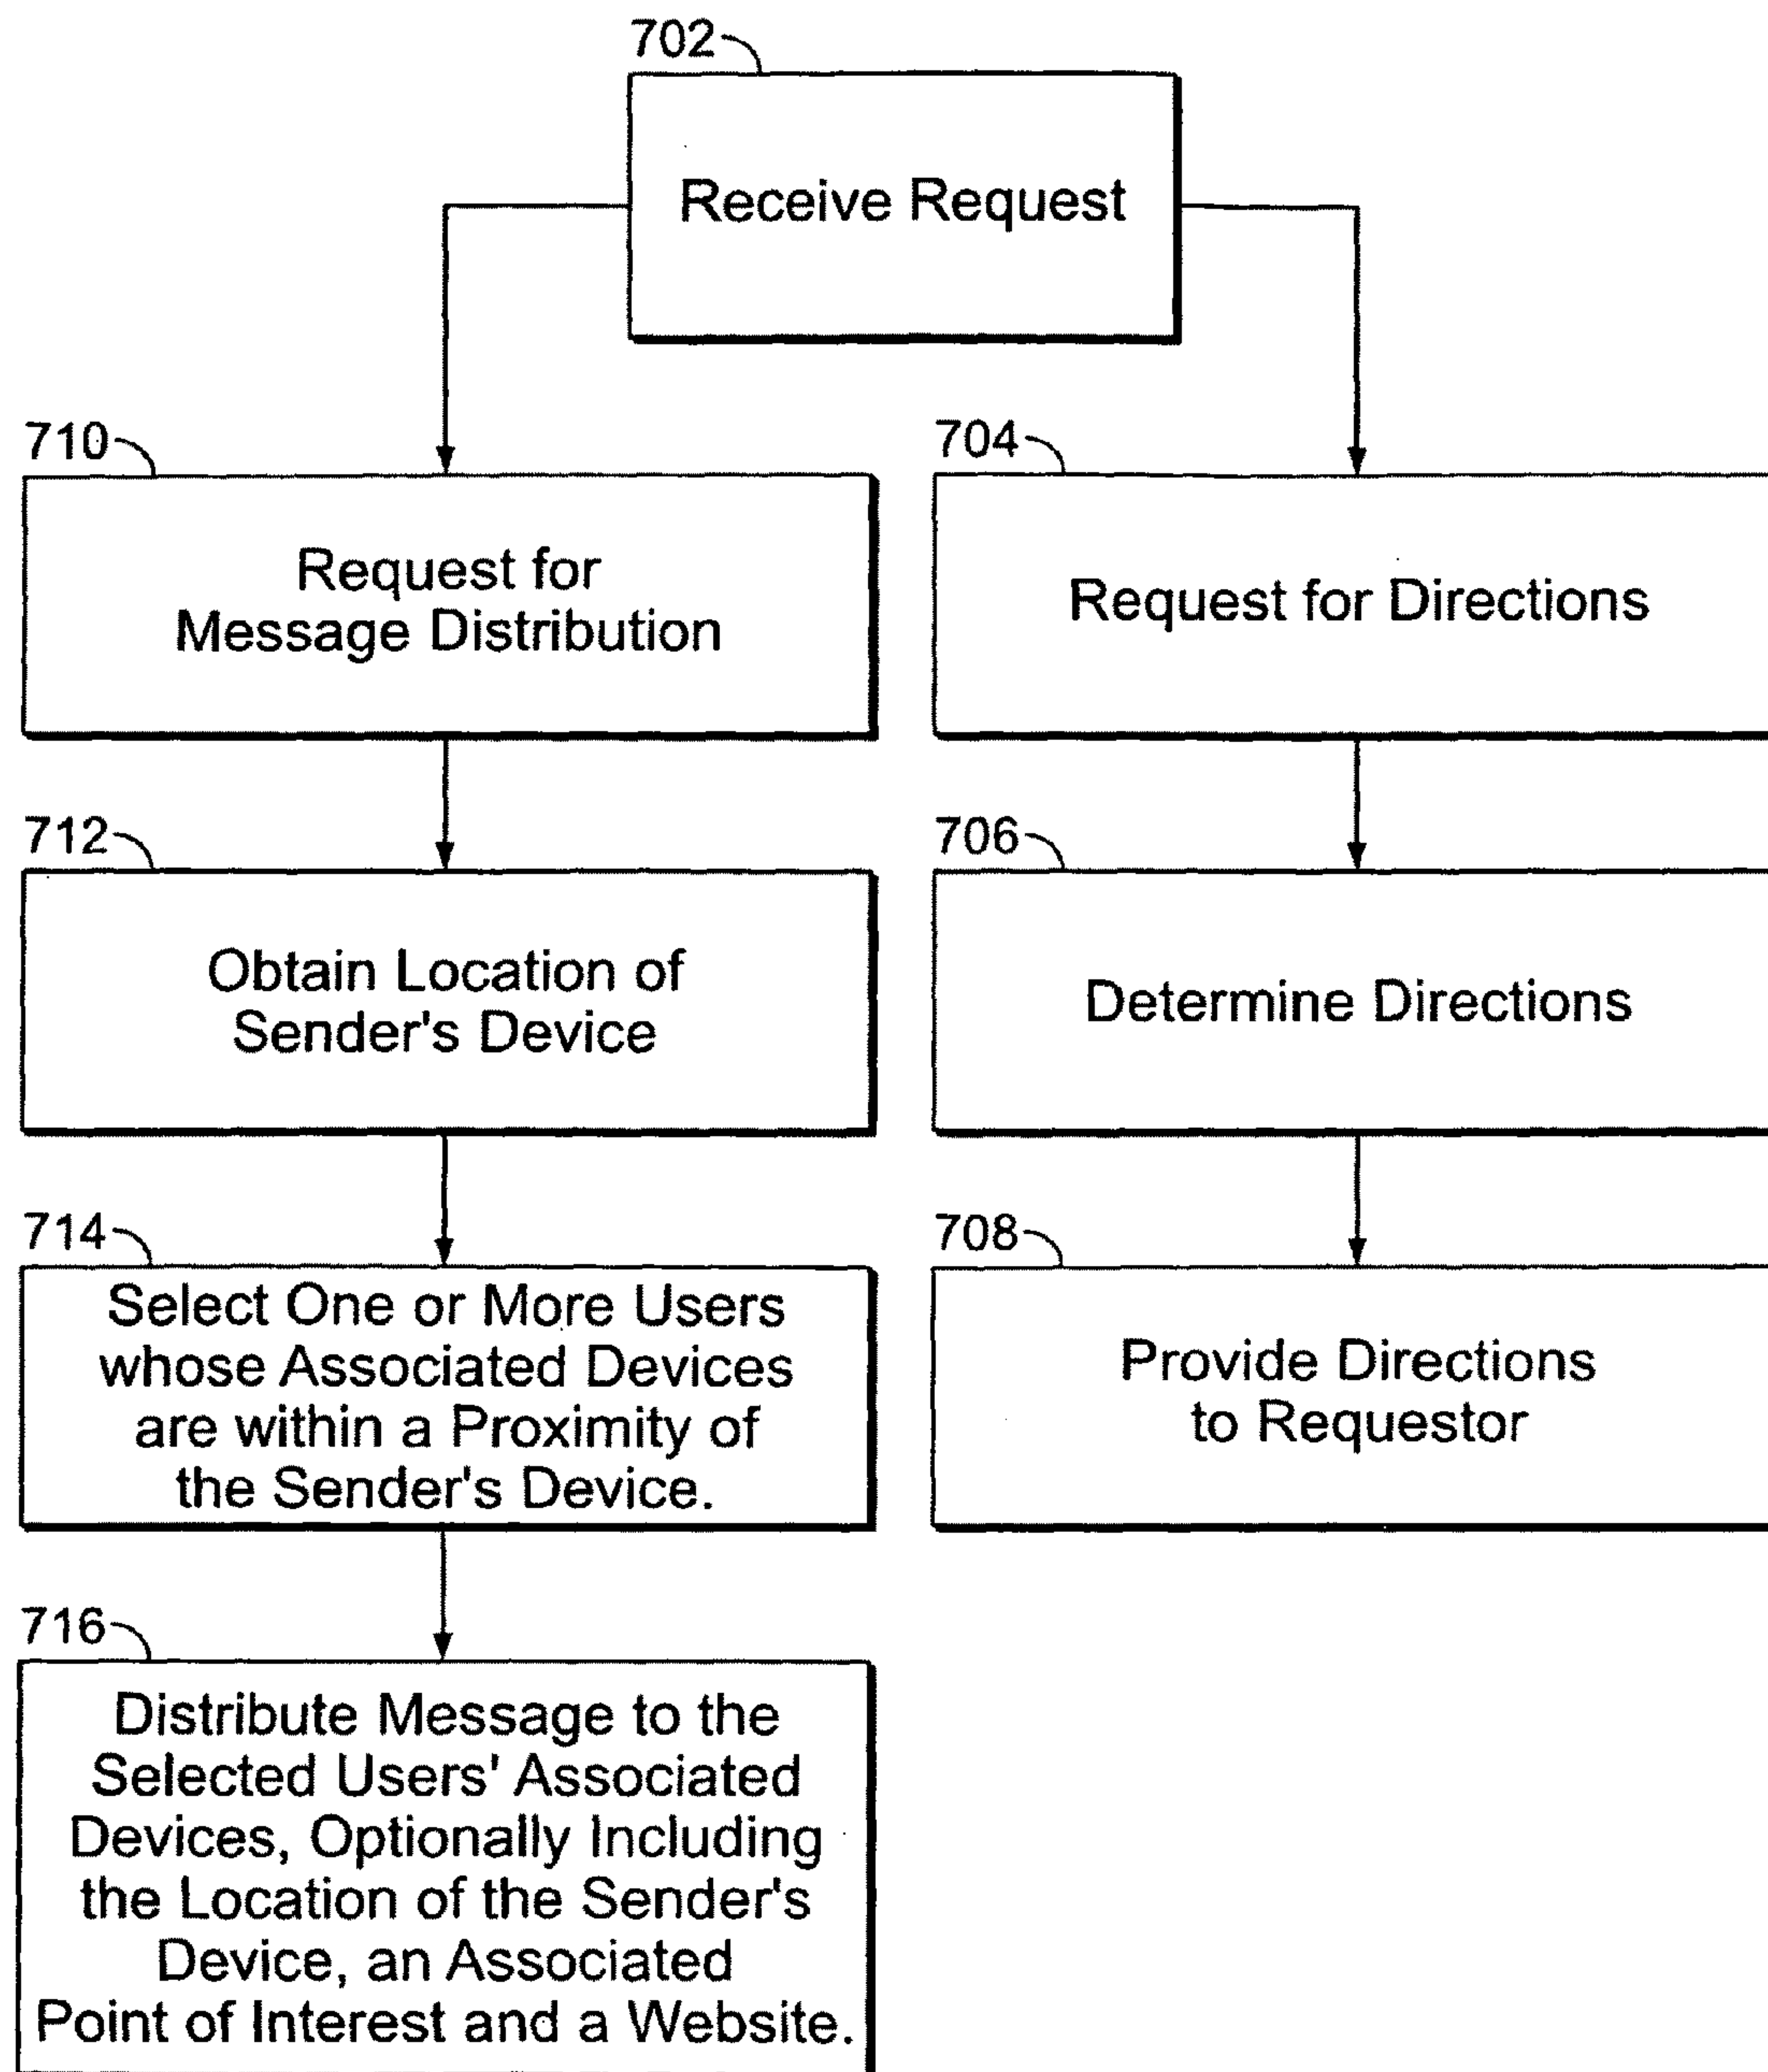 702
Receive Request
710
Request for
Message Distribution
704
Request for Directions
712
Obtain Location of
Sender's Device
706
Determine Directions
714
Select One or More Users
whose Associated Devices
are within a Proximity of
the Sender's Device.
708
Provide Directions
to Requestor
716
Distribute Message to the
Selected Users' Associated
Devices, Optionally Including
the Location of the Sender's
Device, an Associated
Point of Interest and a Website.